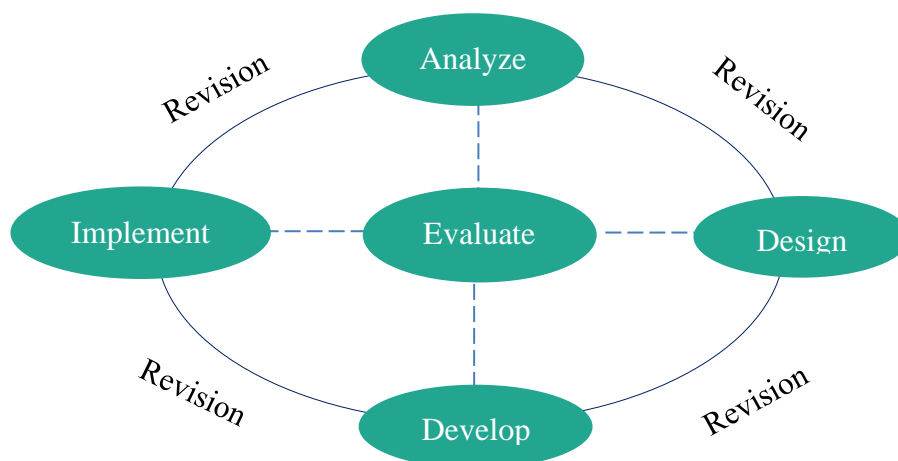 Analyze
Revision
Revision
Implement
Evaluate
Design
Revision
Revision
Develop